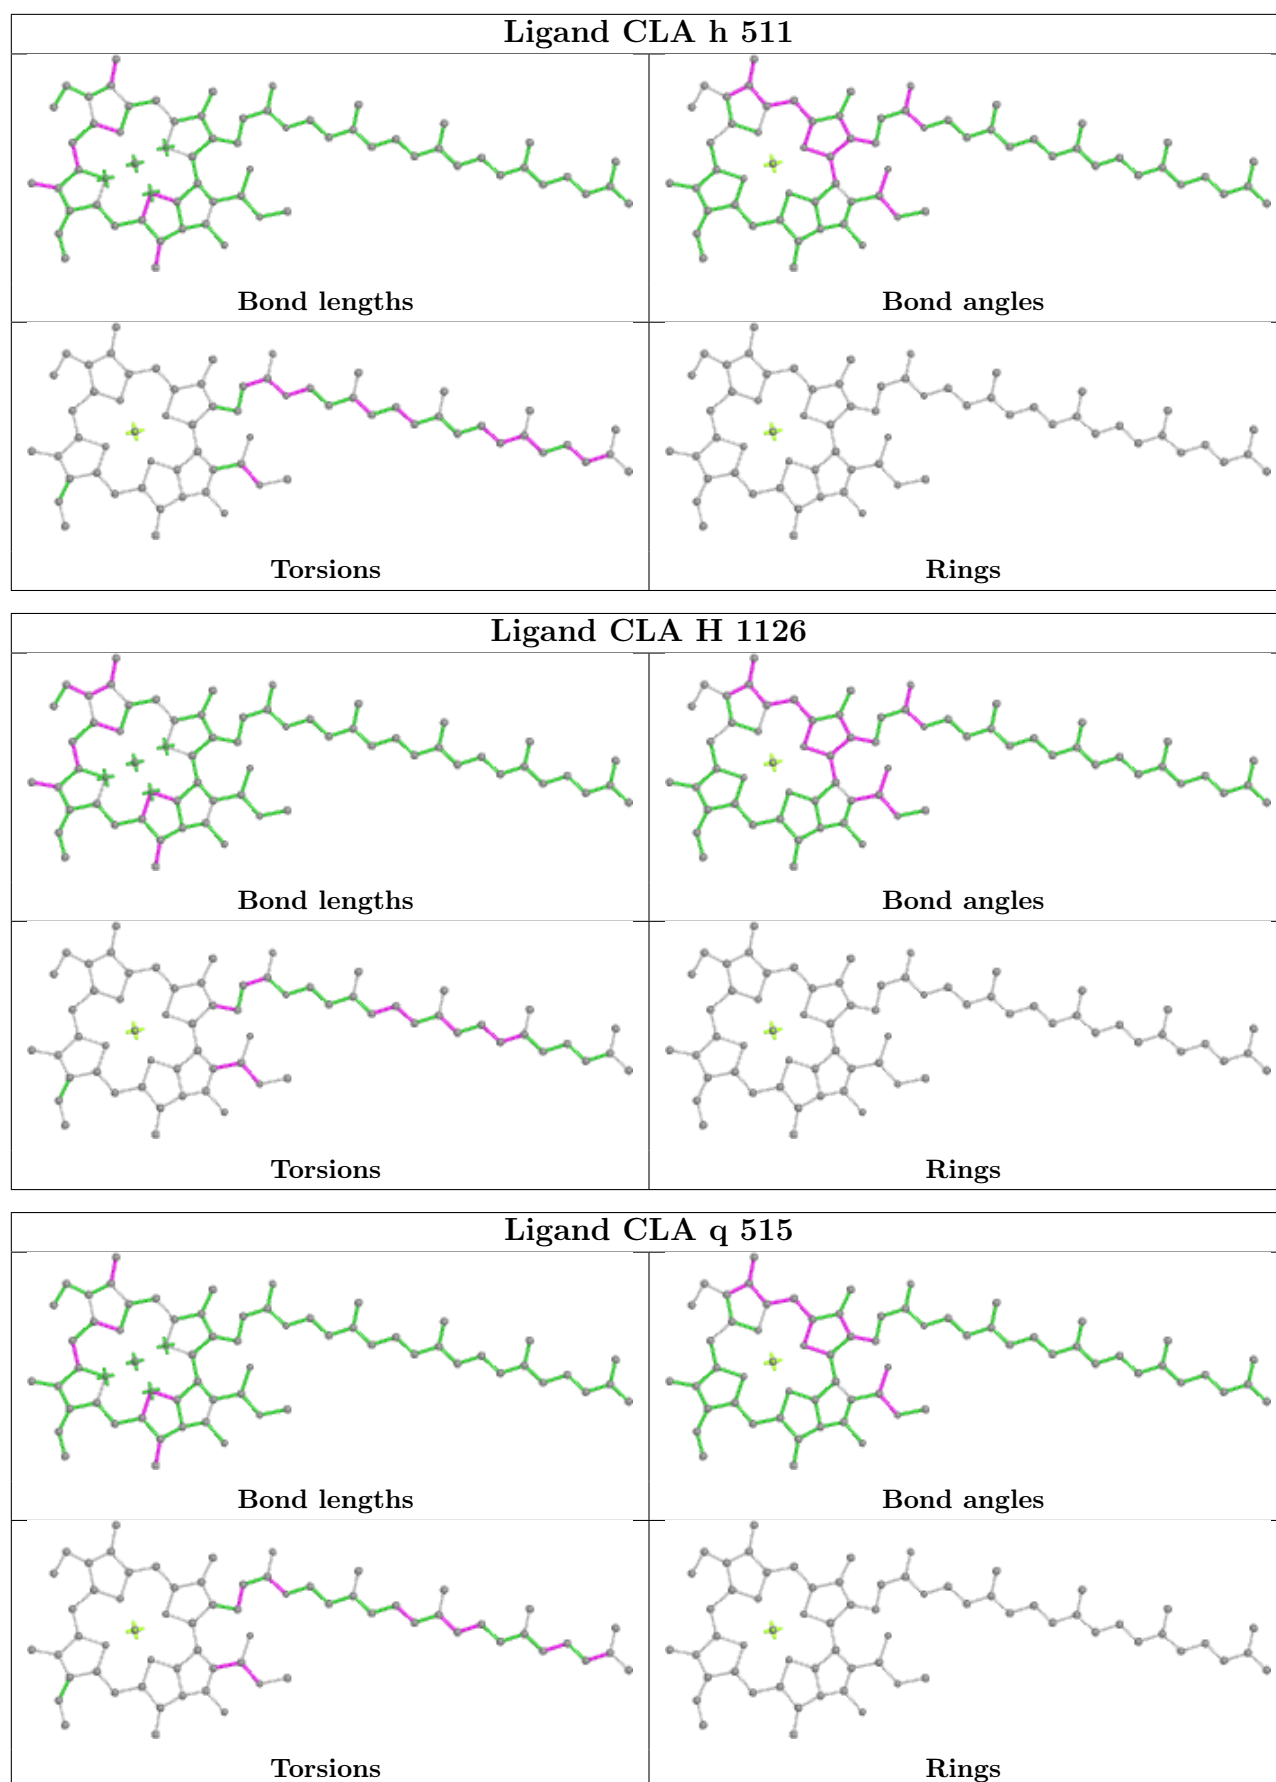 Ligand CLA h 511
Bond lengths
Bond angles
Torsions
Rings
Ligand CLA H 1126
Bond lengths
Bond angles
Torsions
Rings
Ligand CLA q 515
Bond lengths
Bond angles
Torsions
Rings